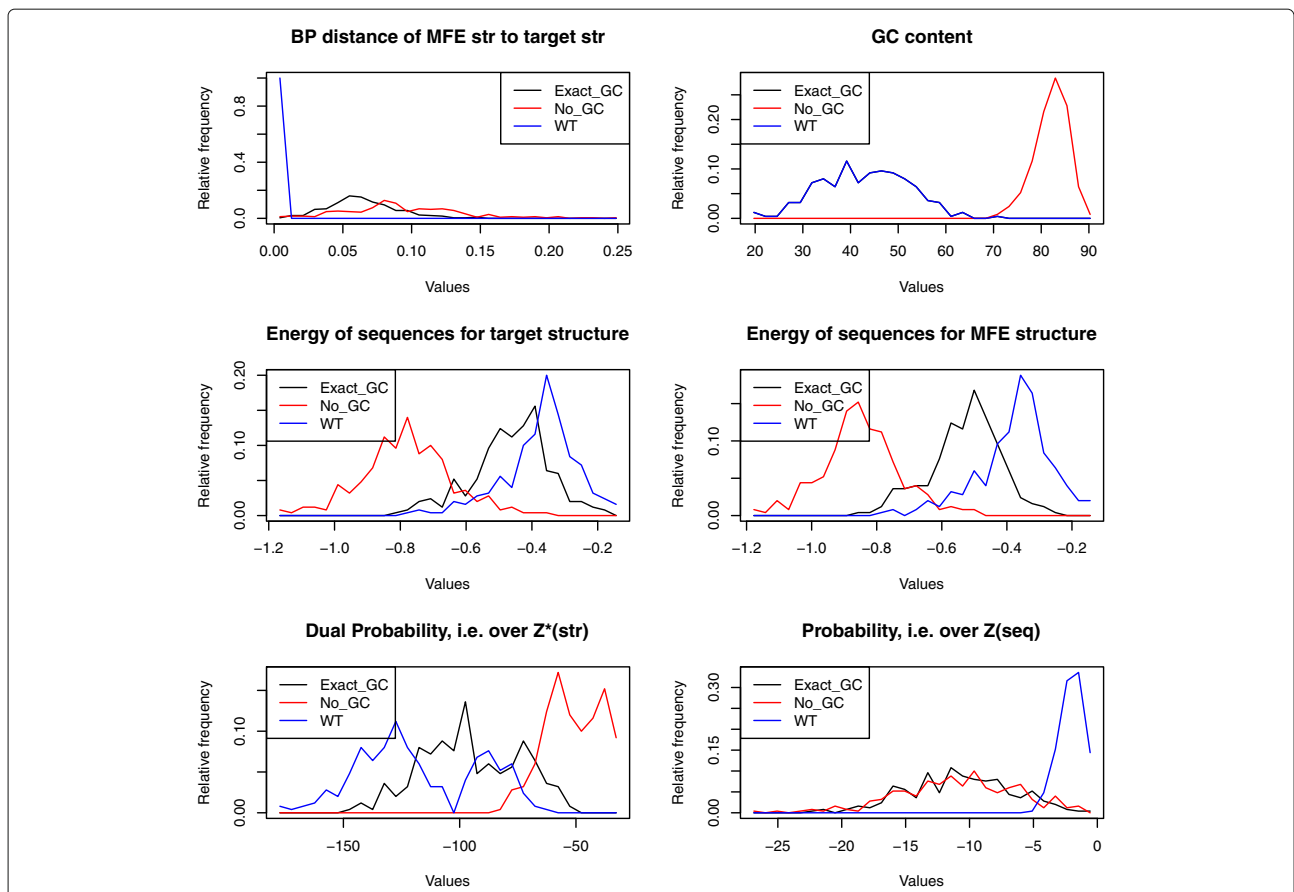 BP distance of MFE str to target str
Relative frequency
0.0 0.4 0.8
Exact_GC
No_GC
WT
0.00 0.05 0.10 0.15 0.20 0.25
Values
GC content
Relative frequency
0.00 0.10 0.20
Exact_GC
No_GC
WT
20 30 40 50 60 70 80 90
Values
Energy of sequences for target structure
Relative frequency
0.00 0.10 0.20
Exact_GC
No_GC
WT
−1.2 −1.0 −0.8 −0.6 −0.4 −0.2
Values
Energy of sequences for MFE structure
Relative frequency
0.00 0.10
Exact_GC
No_GC
WT
−1.2 −1.0 −0.8 −0.6 −0.4 −0.2
Values
Dual Probability, i.e. over Z*(str)
Relative frequency
0.00 0.10
Exact_GC
No_GC
WT
−150 −100 −50
Values
Probability, i.e. over Z(seq)
Relative frequency
0.00 0.15 0.30
Exact_GC
No_GC
WT
−25 −20 −15 −10 −5 0
Values